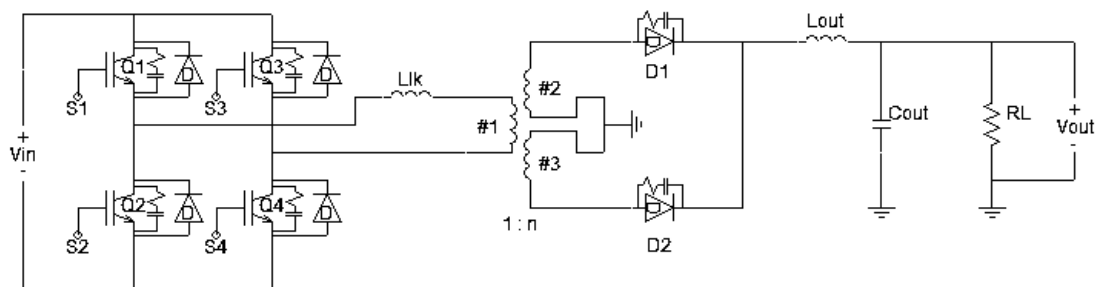 Q1
D
Q3
D
S1
S3
Llk
#2
D1
Lout
+
Vin
-
#1
#3
Cout
RL
+
Vout
-
Q2
D
Q4
D
S2
S4
1 : n
D2